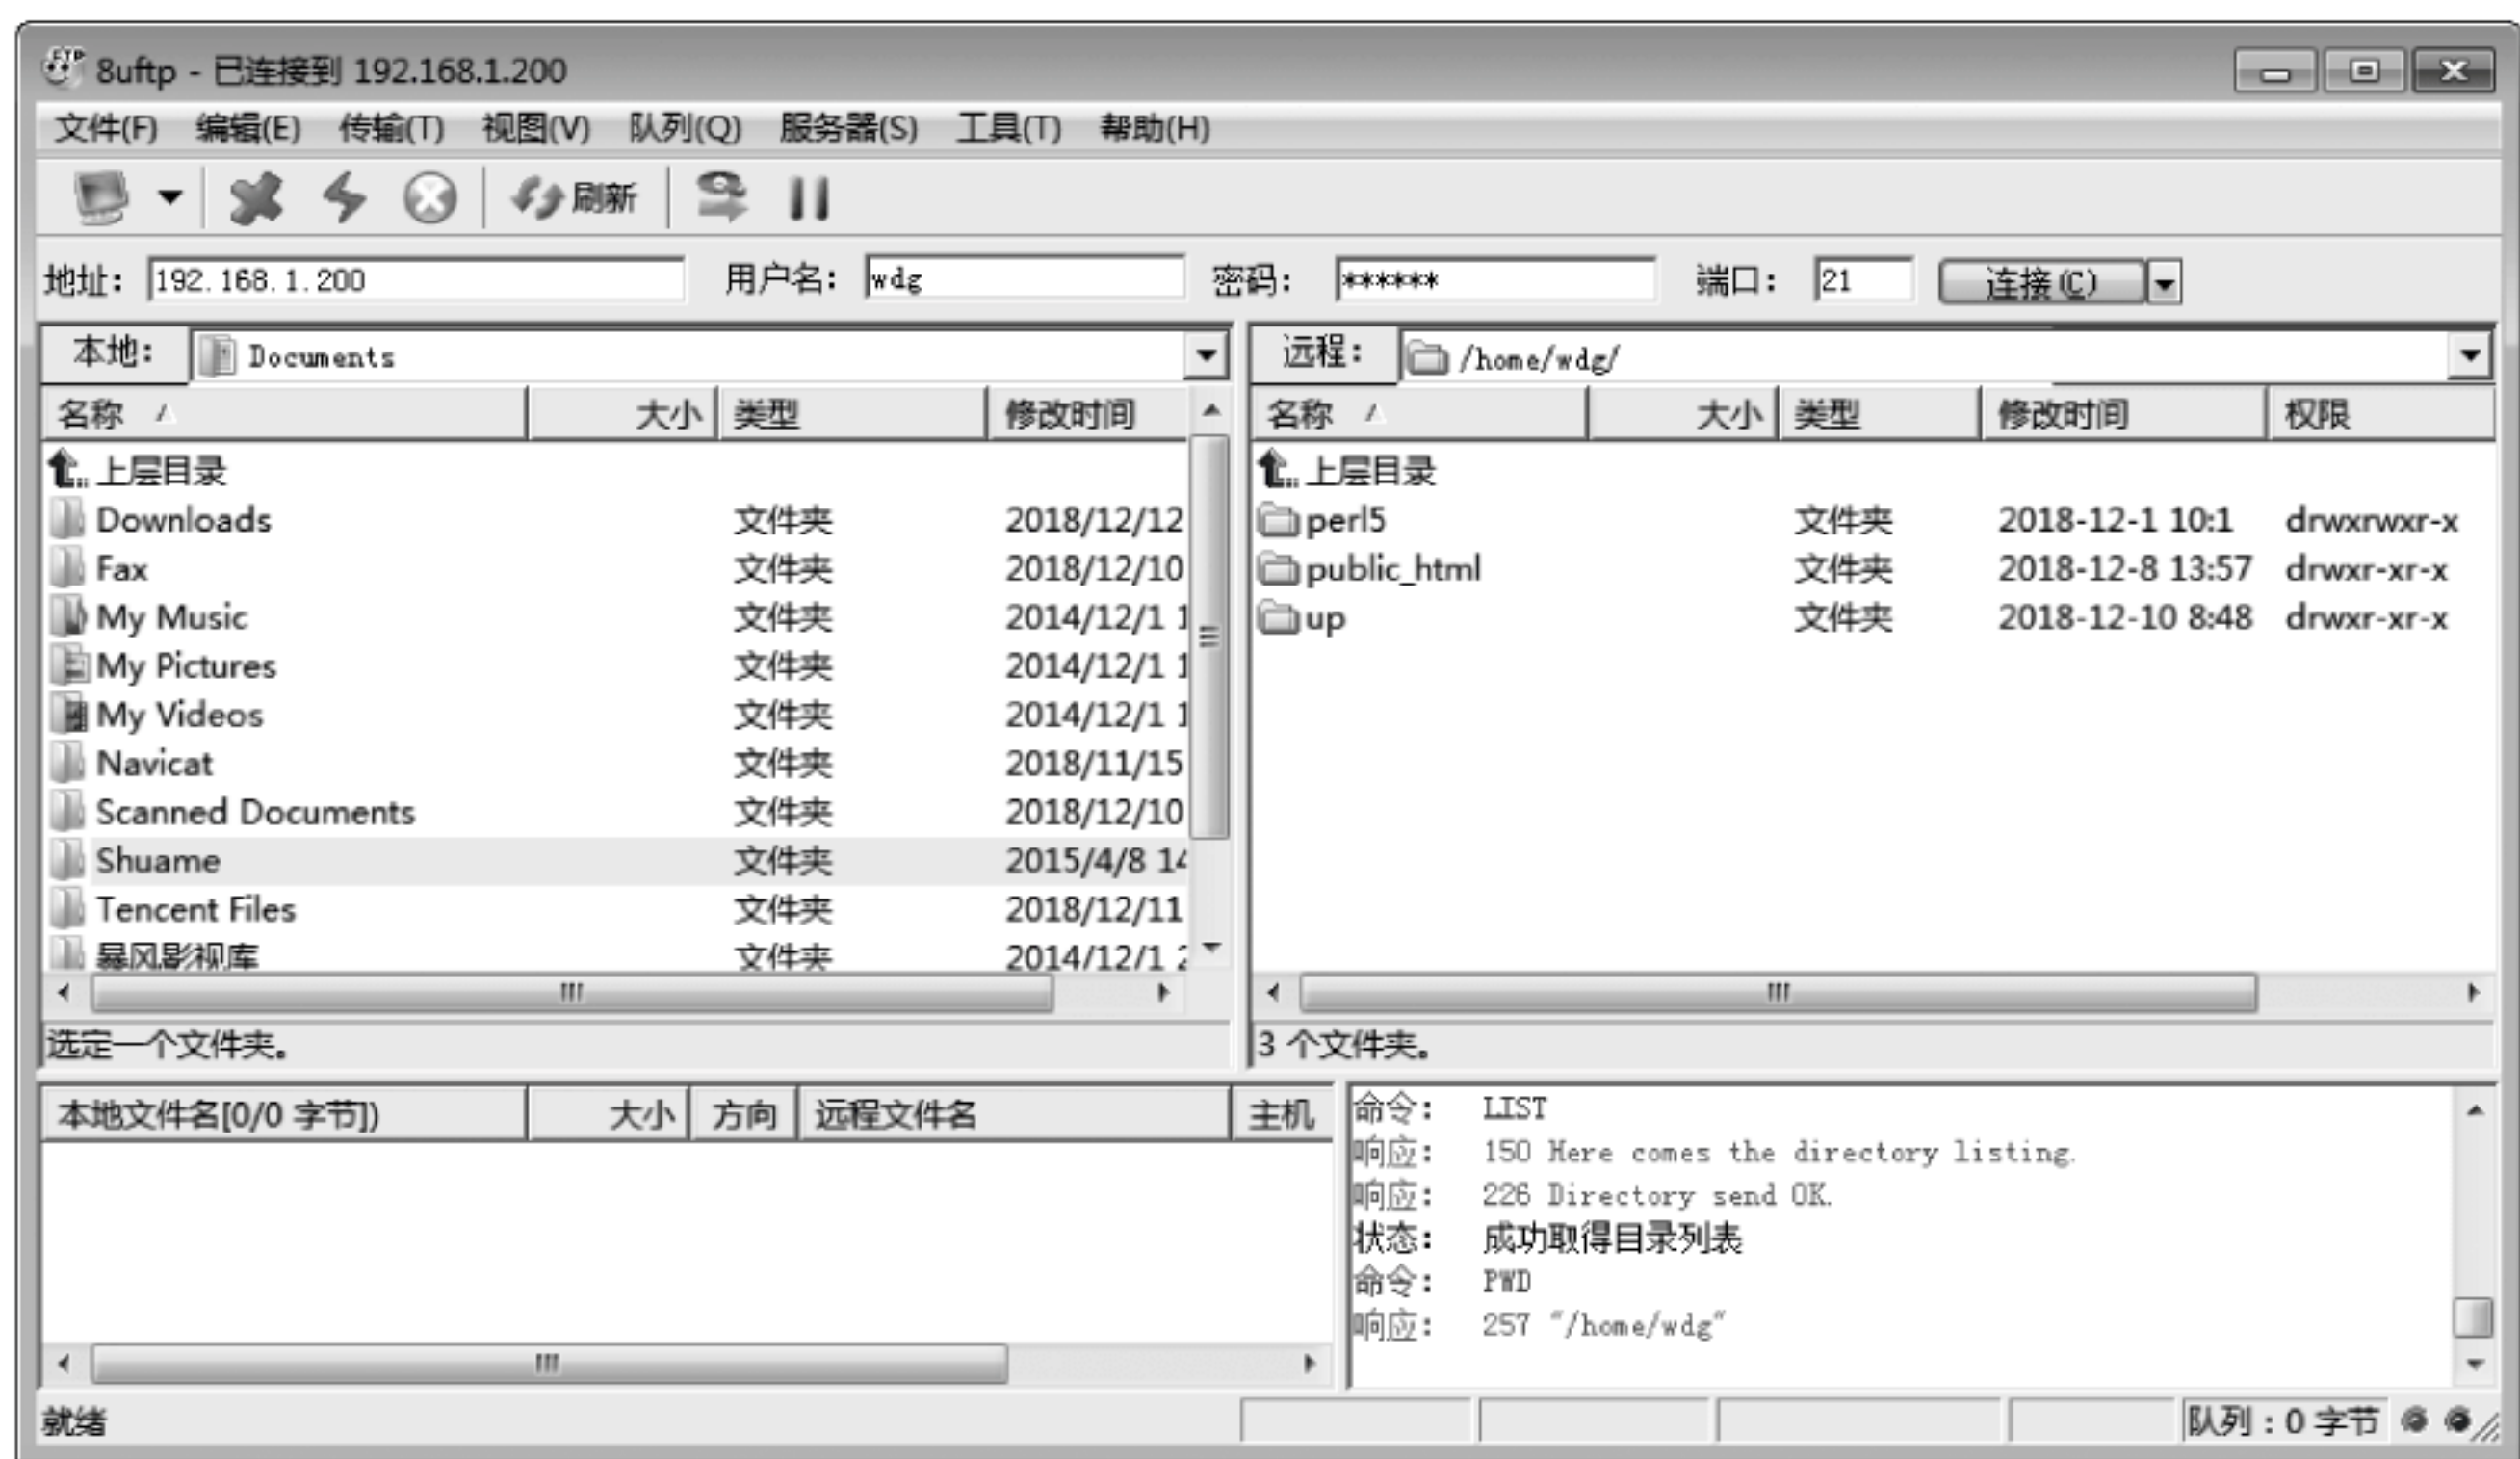 8uftp - 已连接到 192.168.1.200
文件(F) 编辑(E) 传输(T) 视图(V) 队列(Q) 服务器(S) 工具(T) 帮助(H)
刷新
地址: 192.168.1.200 用户名: wdg 密码: ****** 端口: 21 连接(C)
本地: Documents
名称 大小 类型 修改时间
上层目录
Downloads 文件夹 2018/12/12
Fax 文件夹 2018/12/10
My Music 文件夹 2014/12/1 1
My Pictures 文件夹 2014/12/1 1
My Videos 文件夹 2014/12/1 1
Navicat 文件夹 2018/11/15
Scanned Documents 文件夹 2018/12/10
Shuame 文件夹 2015/4/8 14
Tencent Files 文件夹 2018/12/11
暴风影视库 文件夹 2014/12/1 2
选定一个文件夹。
远程: /home/wdg/
名称 大小 类型 修改时间 权限
上层目录
perl5 文件夹 2018-12-1 10:1 drwxrwxr-x
public_html 文件夹 2018-12-8 13:57 drwxr-xr-x
up 文件夹 2018-12-10 8:48 drwxr-xr-x
3 个文件夹。
本地文件名[0/0 字节]) 大小 方向 远程文件名 主机
命令: LIST
响应: 150 Here comes the directory listing.
响应: 226 Directory send OK.
状态: 成功取得目录列表
命令: PWD
响应: 257 "/home/wdg"
就绪
队列：0 字节